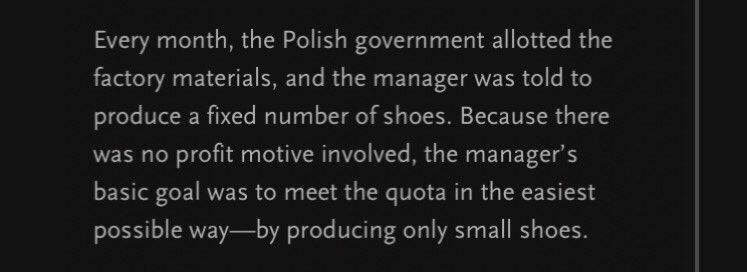 Every month, the Polish government allotted the
factory materials, and the manager was told to
produce a fixed number of shoes. Because there
was no profit motive involved, the manager’s
basic goal was to meet the quota in the easiest
possible way—by producing only small shoes.